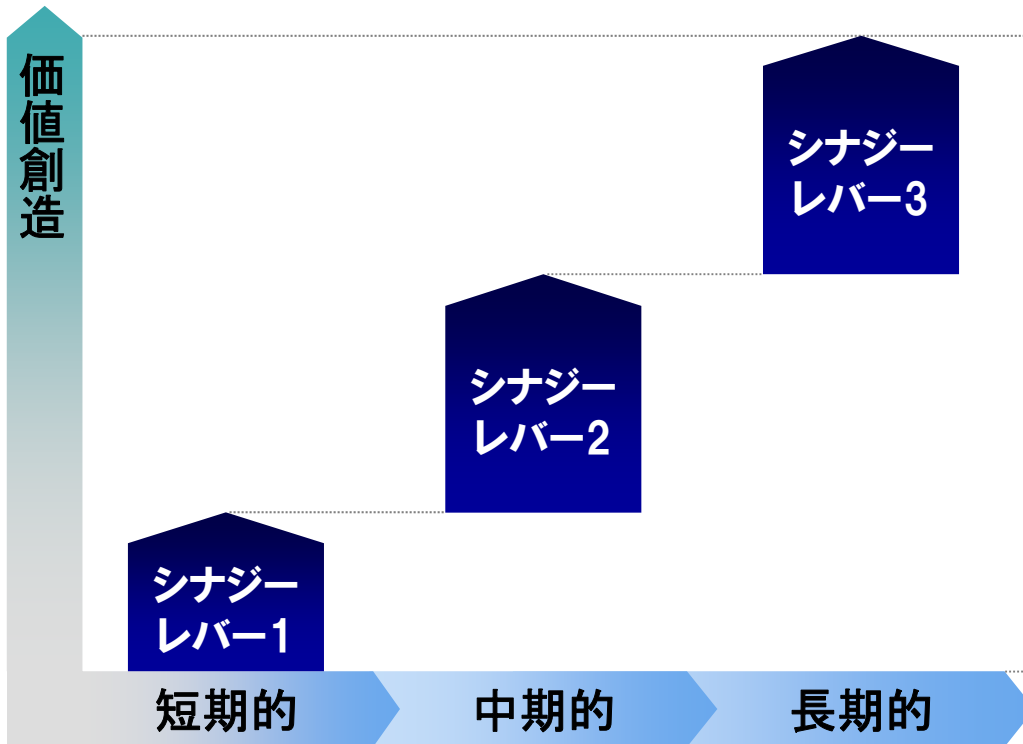 価値創造
シナジー
レバー3
シナジー
レバー2
シナジー
レバー1
短期的
中期的
長期的